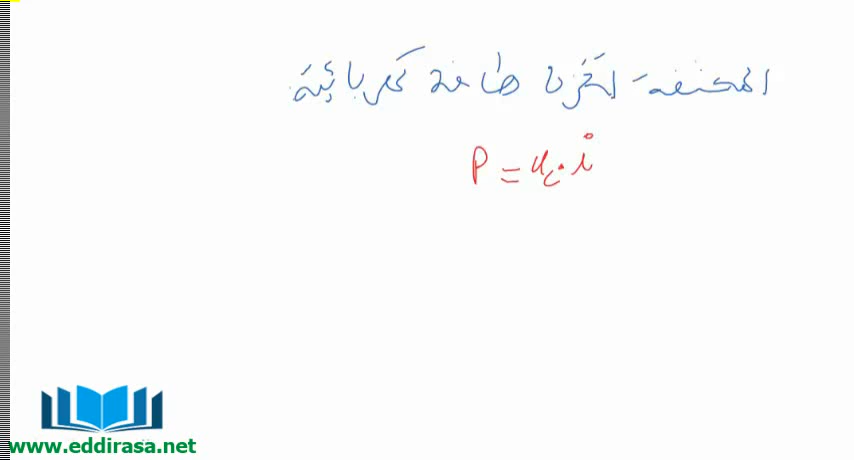 المكثفة تخزن طاقة كهربائية
P = u_c . i
www.eddirasa.net